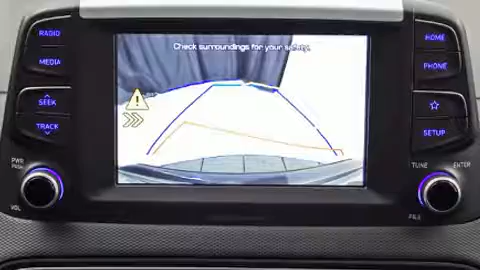 Check surroundings for your safety.
RADIO
MEDIA
SEEK
TRACK
PWR
PUSH
VOL
HOME
PHONE
SETUP
TUNE
ENTER
FILE